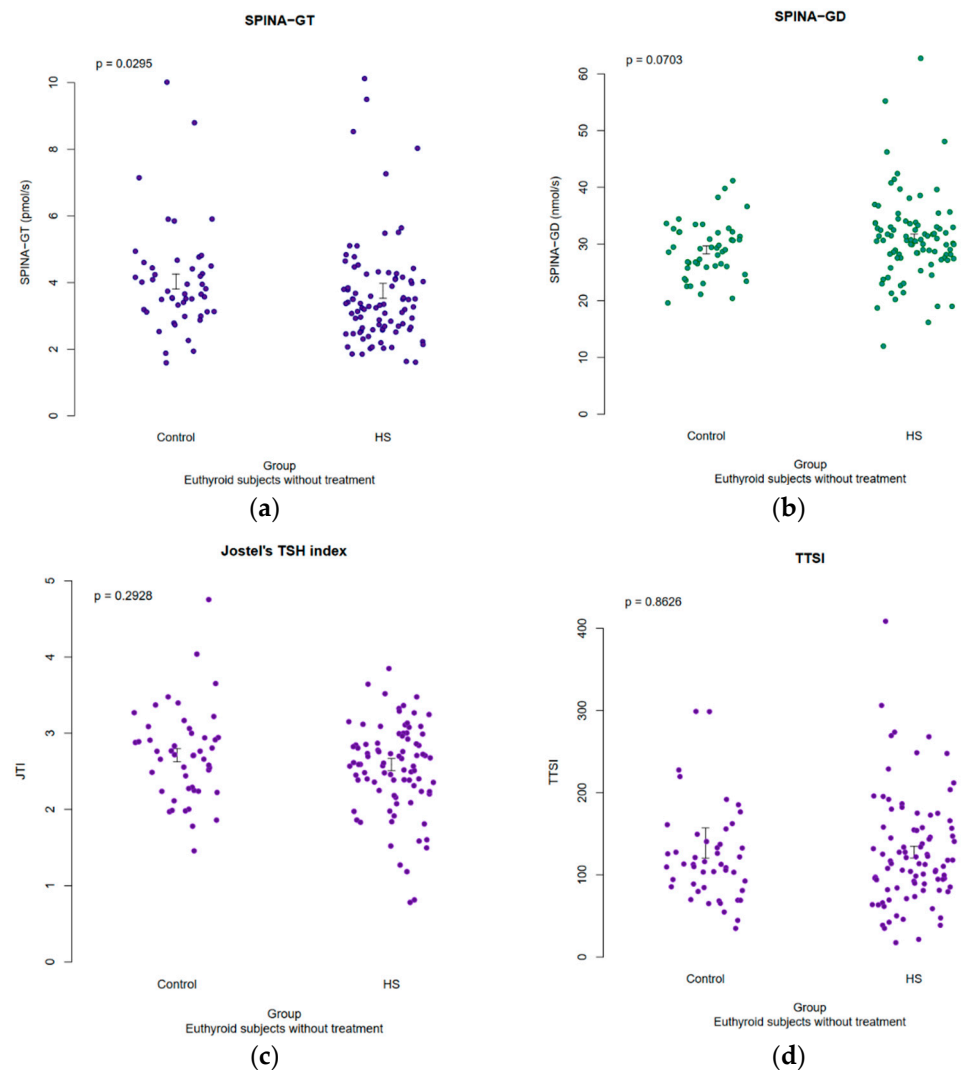 SPINA−GT
p = 0.0295
SPINA−GT (pmol/s)
10
8
6
4
2
0
Control
HS
Group
Euthyroid subjects without treatment
(a)
SPINA−GD
p = 0.0703
SPINA−GD (nmol/s)
60
50
40
30
20
10
0
Control
HS
Group
Euthyroid subjects without treatment
(b)
Jostel's TSH index
p = 0.2928
JTI
5
4
3
2
1
0
Control
HS
Group
Euthyroid subjects without treatment
(c)
TTSI
p = 0.8626
TTSI
400
300
200
100
0
Control
HS
Group
Euthyroid subjects without treatment
(d)